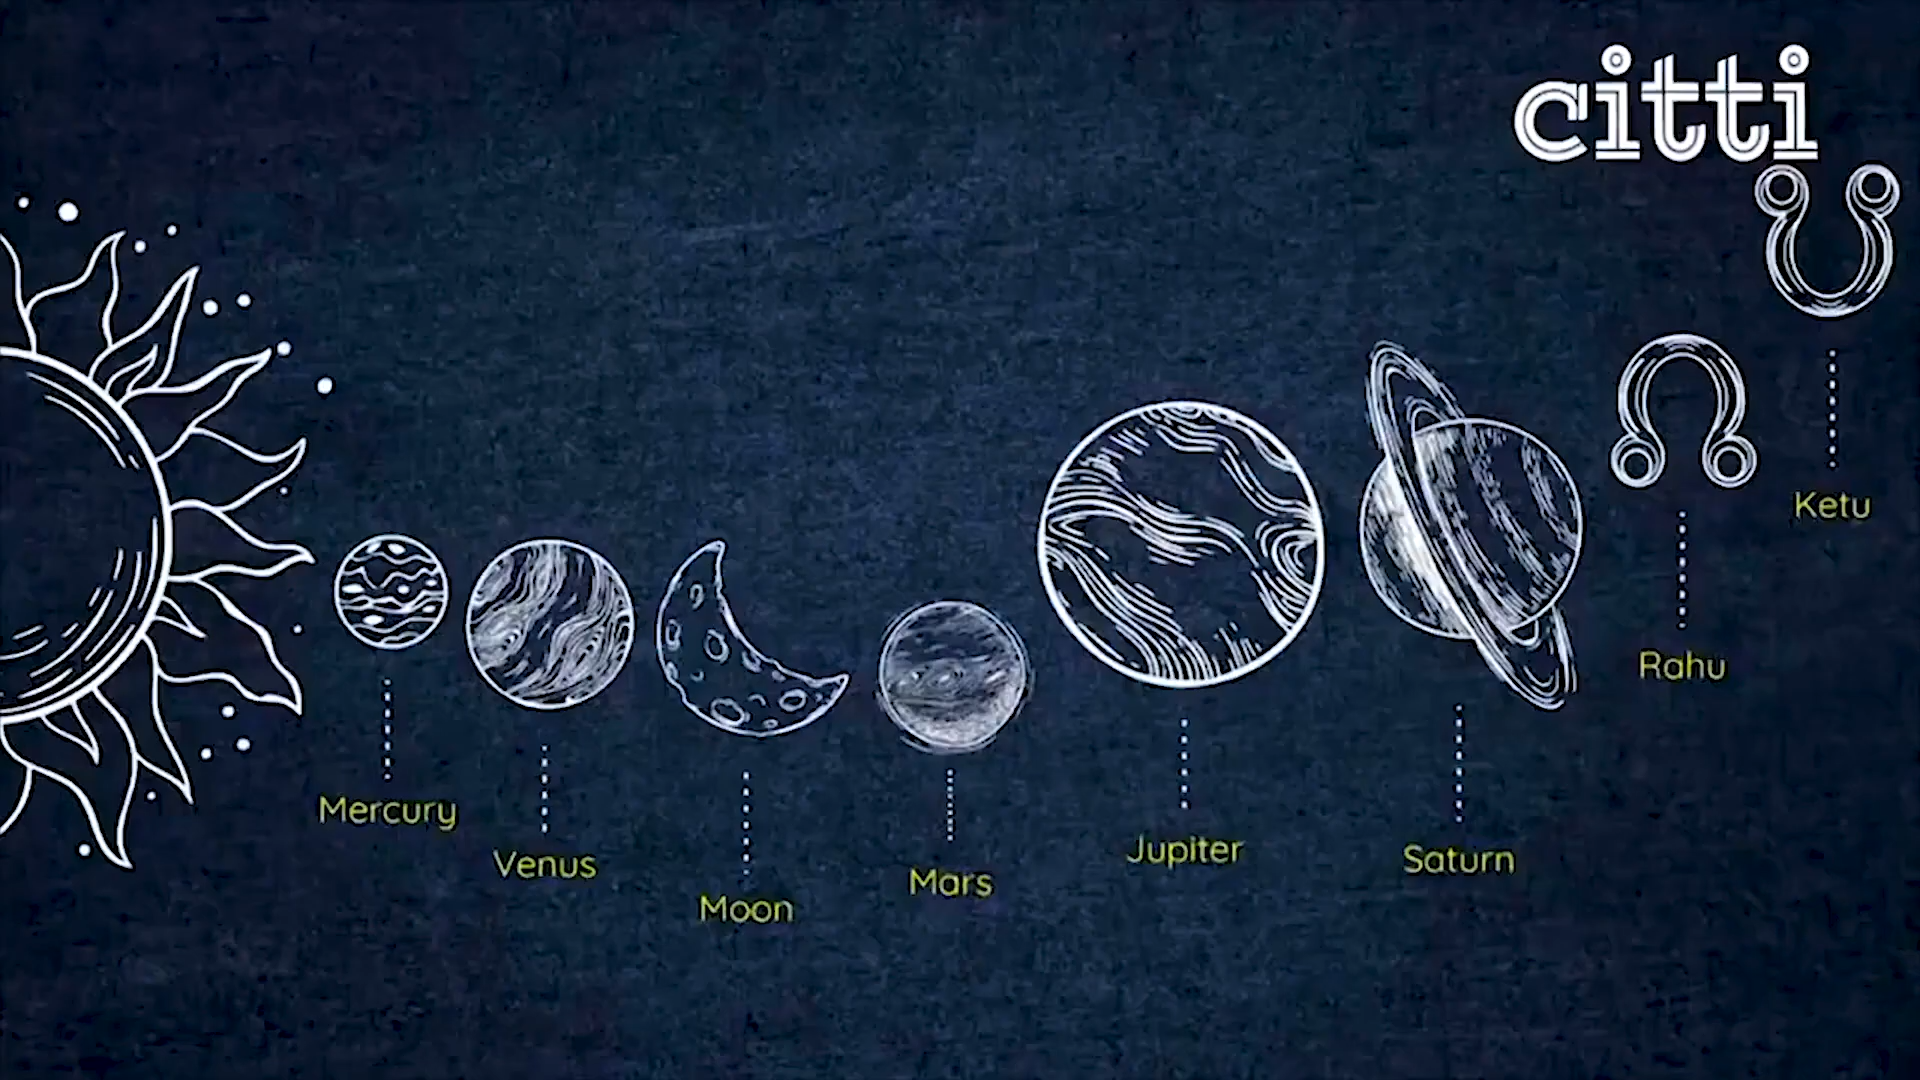 citti
Mercury
Venus
Moon
Mars
Jupiter
Saturn
Rahu
Ketu